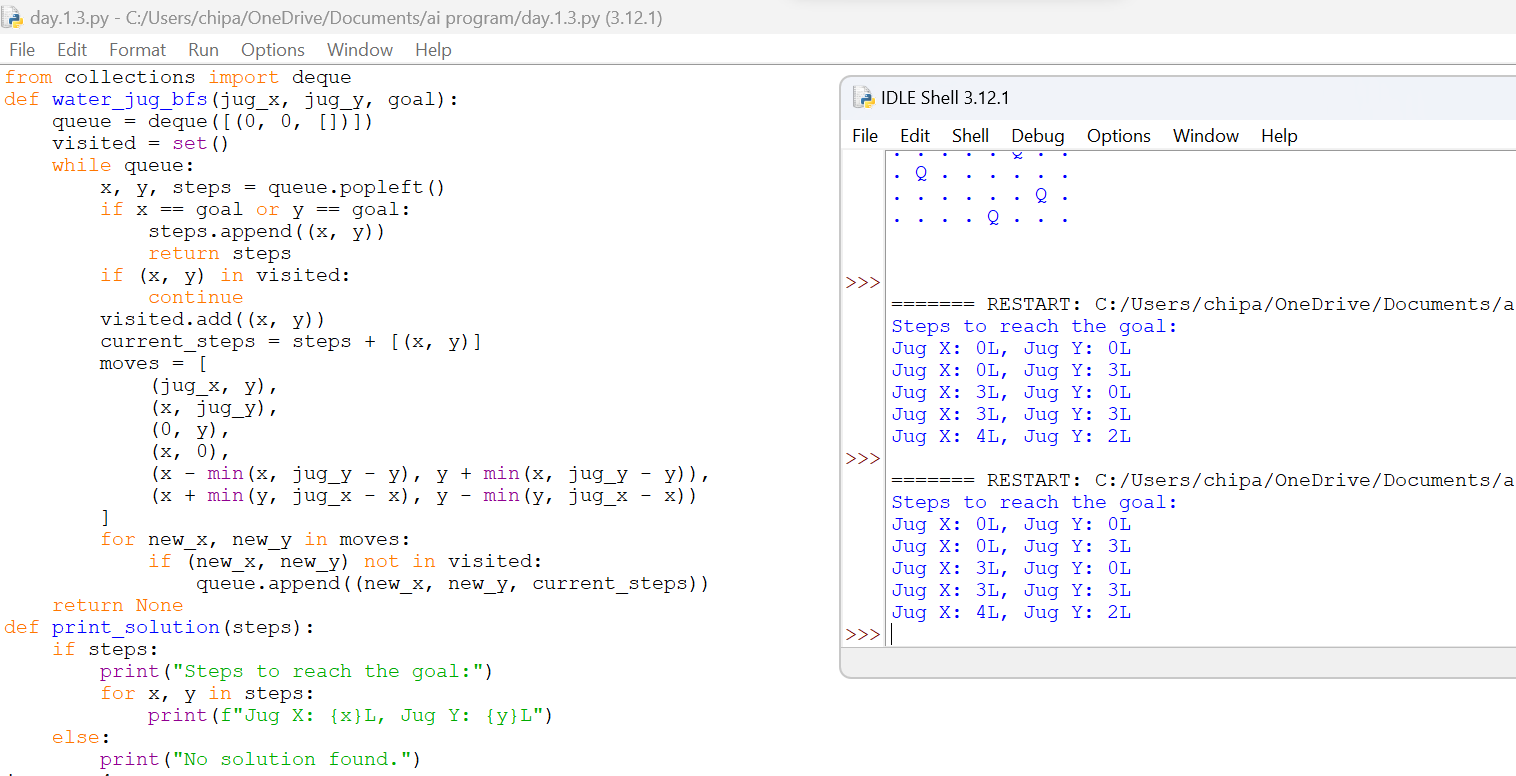 day.1.3.py - C:/Users/chipa/OneDrive/Documents/ai program/day.1.3.py (3.12.1)
File Edit Format Run Options Window Help
from collections import deque
def water_jug_bfs(jug_x, jug_y, goal):
    queue = deque([(0, 0, [])])
    visited = set()
    while queue:
        x, y, steps = queue.popleft()
        if x == goal or y == goal:
            steps.append((x, y))
            return steps
        if (x, y) in visited:
            continue
        visited.add((x, y))
        current_steps = steps + [(x, y)]
        moves = [
            (jug_x, y),
            (x, jug_y),
            (0, y),
            (x, 0),
            (x - min(x, jug_y - y), y + min(x, jug_y - y)),
            (x + min(y, jug_x - x), y - min(y, jug_x - x))
        ]
        for new_x, new_y in moves:
            if (new_x, new_y) not in visited:
                queue.append((new_x, new_y, current_steps))
    return None
def print_solution(steps):
    if steps:
        print("Steps to reach the goal:")
        for x, y in steps:
            print(f"Jug X: {x}L, Jug Y: {y}L")
    else:
        print("No solution found.")
IDLE Shell 3.12.1
File Edit Shell Debug Options Window Help
. . . . . Q . .
. Q . . . . . .
. . . . . . Q .
. . . . Q . . .
>>>
======= RESTART: C:/Users/chipa/OneDrive/Documents/a
Steps to reach the goal:
Jug X: 0L, Jug Y: 0L
Jug X: 0L, Jug Y: 3L
Jug X: 3L, Jug Y: 0L
Jug X: 3L, Jug Y: 3L
Jug X: 4L, Jug Y: 2L
>>>
======= RESTART: C:/Users/chipa/OneDrive/Documents/a
Steps to reach the goal:
Jug X: 0L, Jug Y: 0L
Jug X: 0L, Jug Y: 3L
Jug X: 3L, Jug Y: 0L
Jug X: 3L, Jug Y: 3L
Jug X: 4L, Jug Y: 2L
>>>